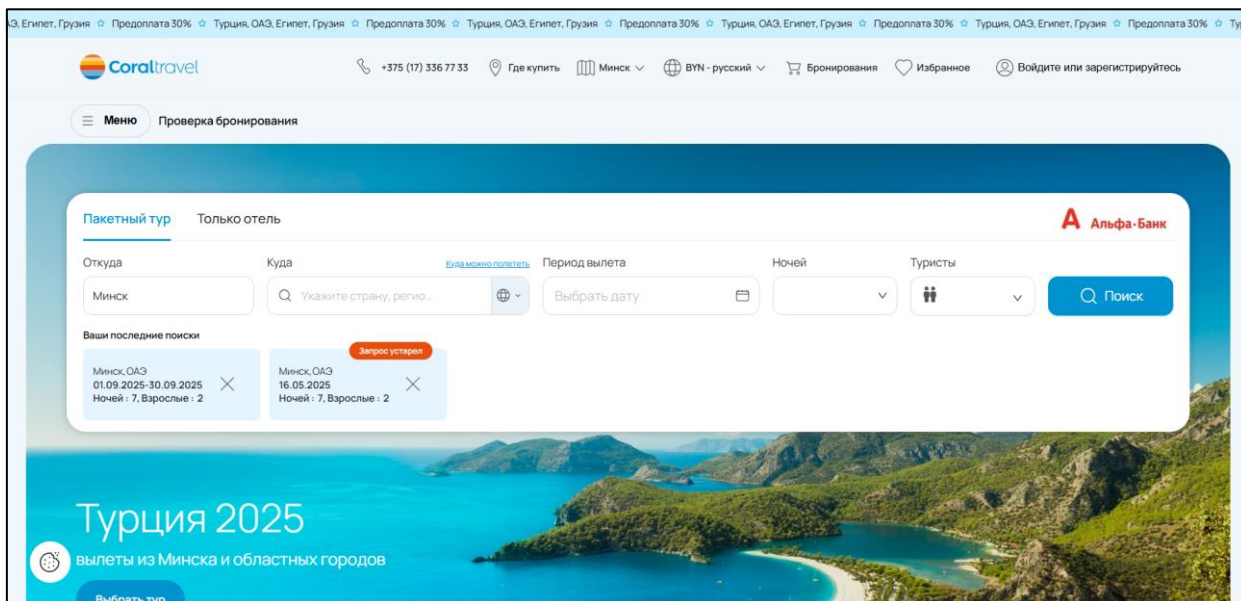 АЭ, Египет, Грузия ☆ Предоплата 30% ☆ Турция, ОАЭ, Египет, Грузия ☆ Предоплата 30% ☆ Турция, ОАЭ, Египет, Грузия ☆ Предоплата 30% ☆ Турция, ОАЭ, Египет, Грузия ☆ Предоплата 30% ☆ Турция, ОАЭ, Египет, Грузия ☆ Предоплата 30% ☆
Coraltravel +375 (17) 336 77 33 Где купить Минск BYN - русский Бронирования Избранное Войдите или зарегистрируйтесь
Меню Проверка бронирования
Пакетный тур Только отель А Альфа·Банк
Откуда Куда Куда можно полететь Период вылета Ночей Туристы
Минск Укажите страну, регио... Выбрать дату Поиск
Ваши последние поиски
Запрос устарел
Минск, ОАЭ Минск, ОАЭ
01.09.2025-30.09.2025 16.05.2025
Ночей : 7, Взрослые : 2 Ночей : 7, Взрослые : 2
Турция 2025
вылеты из Минска и областных городов
Выбрать тур